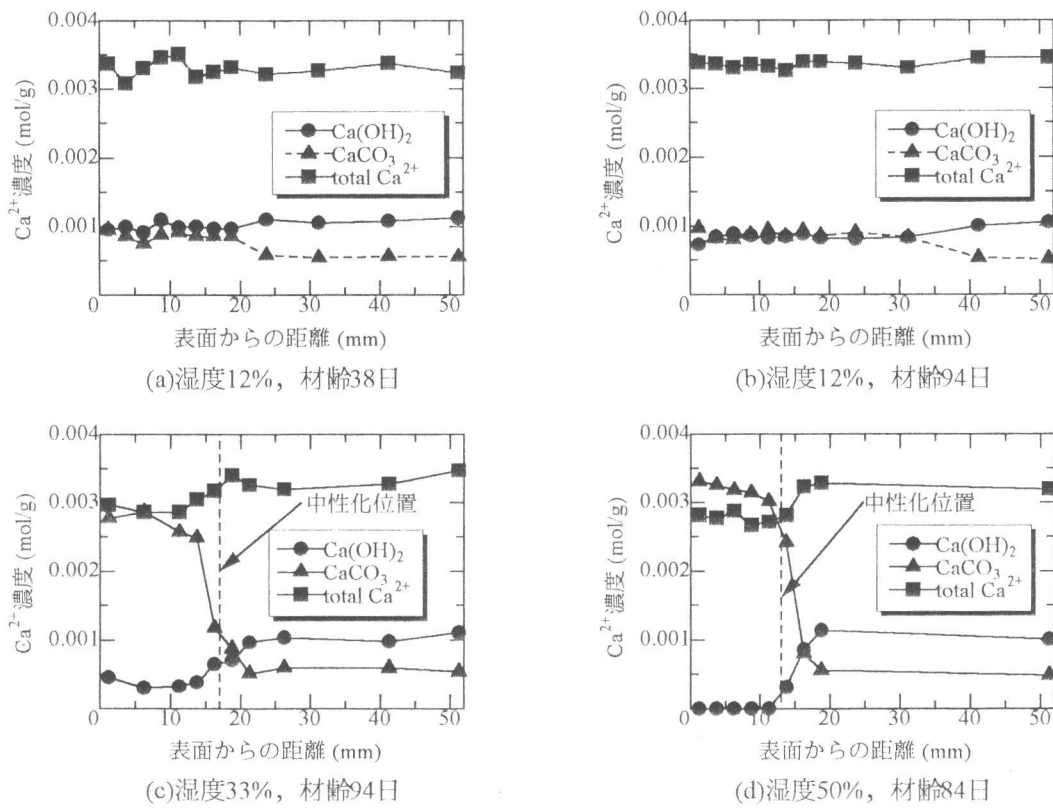 0.004
0.003
0.002
0.001
0
Ca²⁺濃度 (mol/g)
Ca(OH)₂
CaCO₃
total Ca²⁺
0 10 20 30 40 50
表面からの距離 (mm)
(a)湿度12%，材齢38日
0.004
0.003
0.002
0.001
0
Ca²⁺濃度 (mol/g)
Ca(OH)₂
CaCO₃
total Ca²⁺
0 10 20 30 40 50
表面からの距離 (mm)
(b)湿度12%，材齢94日
0.004
0.003
0.002
0.001
0
Ca²⁺濃度 (mol/g)
中性化位置
Ca(OH)₂
CaCO₃
total Ca²⁺
0 10 20 30 40 50
表面からの距離 (mm)
(c)湿度33%，材齢94日
0.004
0.003
0.002
0.001
0
Ca²⁺濃度 (mol/g)
中性化位置
Ca(OH)₂
CaCO₃
total Ca²⁺
0 10 20 30 40 50
表面からの距離 (mm)
(d)湿度50%，材齢84日